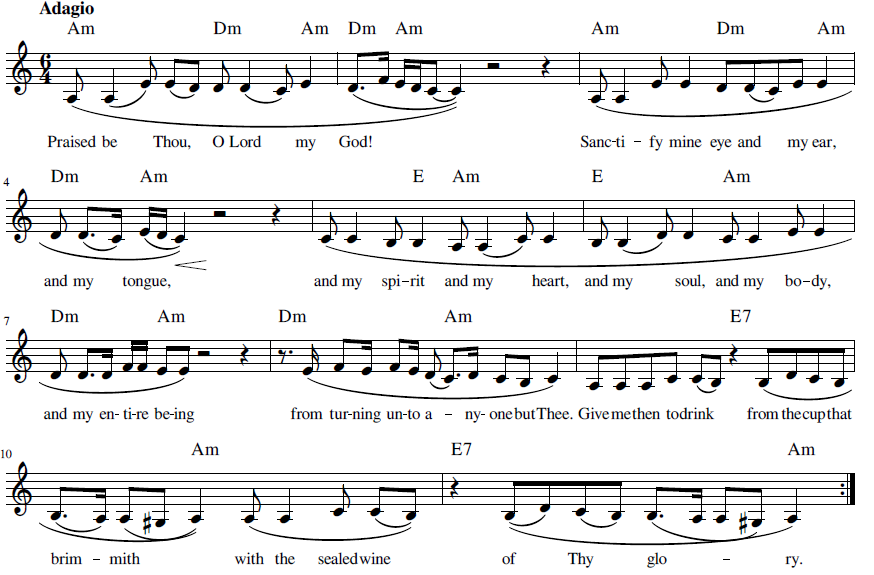 Adagio
Am Dm Am Dm Am Am Dm Am
6
4
Praised be Thou, O Lord my God! Sanc-ti - fy mine eye and my ear,
4
Dm Am E Am E Am
and my tongue, and my spi-rit and my heart, and my soul, and my bo-dy,
7
Dm Am Dm Am E7
and my en-ti-re be-ing from tur-ning un-to a - ny-one but Thee. Give me then to drink from the cup that
10
Am E7 Am
brim - mith with the sealed wine of Thy glo - ry.